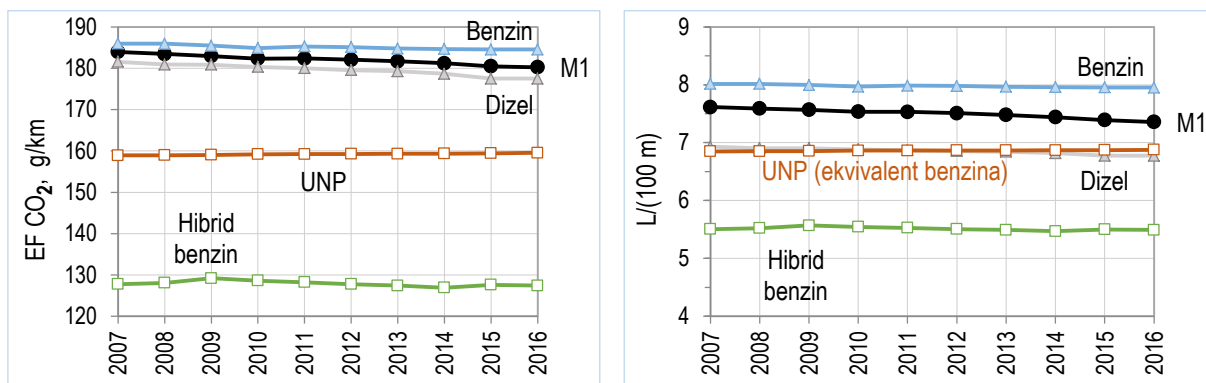 EF CO2, g/km
190
180
170
160
150
140
130
120
Benzin
M1
Dizel
UNP
Hibrid
benzin
2007
2008
2009
2010
2011
2012
2013
2014
2015
2016
L/(100 m)
9
8
7
6
5
4
Benzin
M1
UNP (ekvivalent benzina)
Dizel
Hibrid
benzin
2007
2008
2009
2010
2011
2012
2013
2014
2015
2016